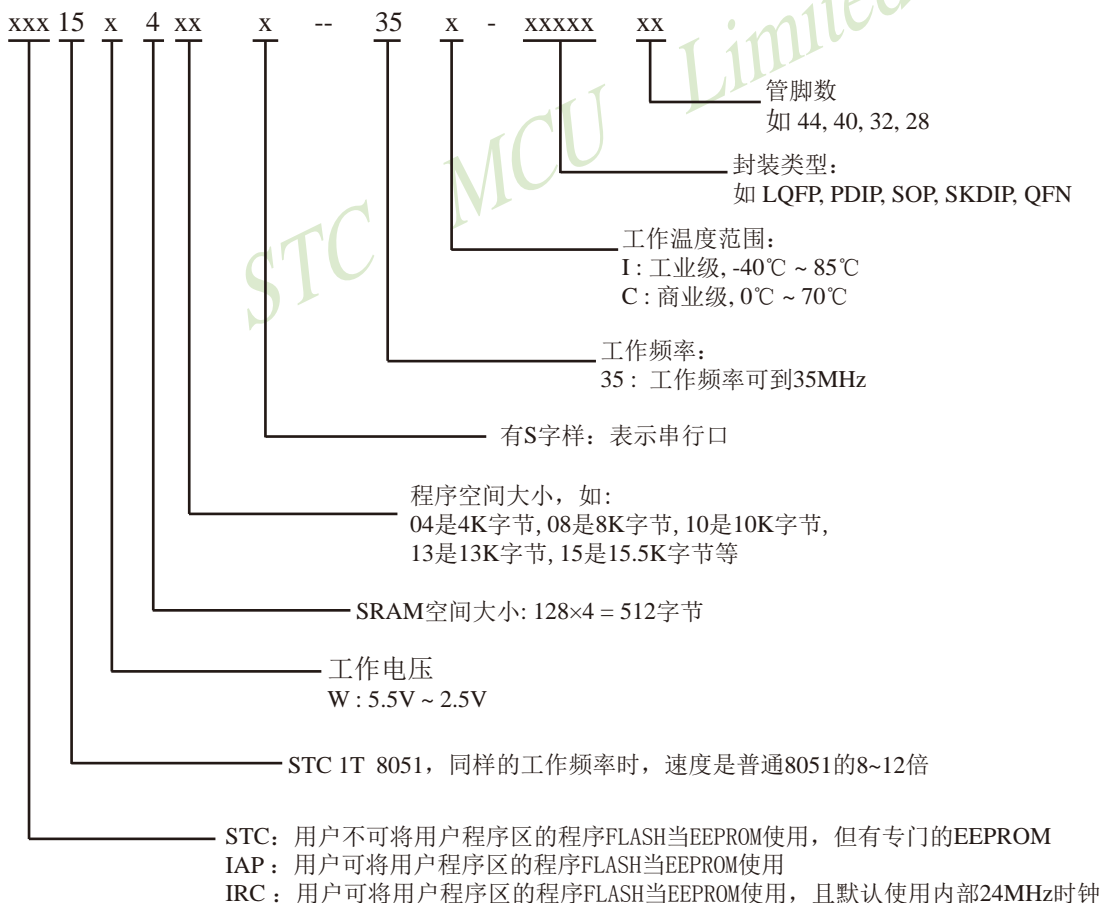 xxx 15 x 4 xx x -- 35 x - xxxxx xx
管脚数
如 44, 40, 32, 28
封装类型：
如 LQFP, PDIP, SOP, SKDIP, QFN
工作温度范围：
I : 工业级, -40℃ ~ 85℃
C : 商业级, 0℃ ~ 70℃
工作频率：
35 : 工作频率可到35MHz
有S字样：表示串行口
程序空间大小，如：
04是4K字节, 08是8K字节, 10是10K字节,
13是13K字节, 15是15.5K字节等
SRAM空间大小: 128×4 = 512字节
工作电压
W : 5.5V ~ 2.5V
STC 1T 8051，同样的工作频率时，速度是普通8051的8~12倍
STC：用户不可将用户程序区的程序FLASH当EEPROM使用，但有专门的EEPROM
IAP：用户可将用户程序区的程序FLASH当EEPROM使用
IRC：用户可将用户程序区的程序FLASH当EEPROM使用，且默认使用内部24MHz时钟
STC MCU Limited